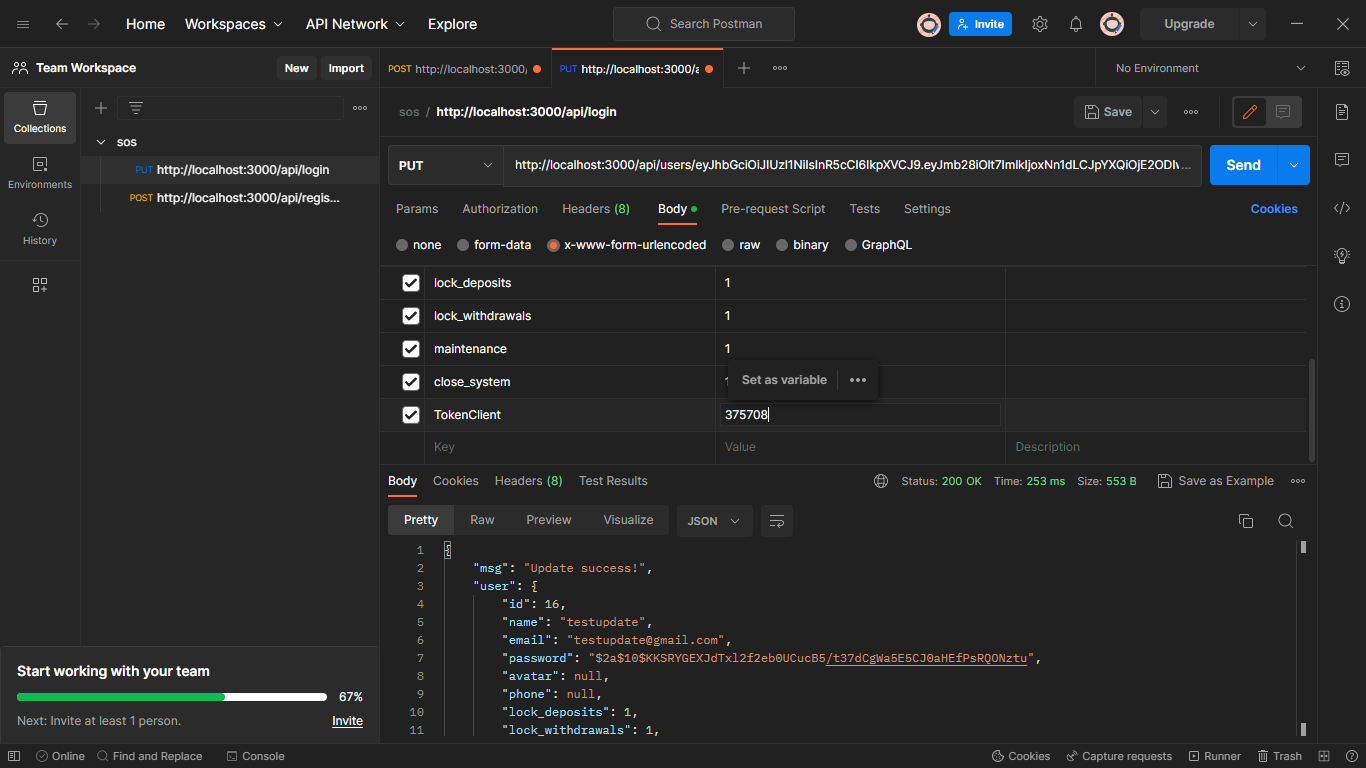 Home Workspaces API Network Explore Search Postman Invite Upgrade
Team Workspace New Import POST http://localhost:3000/ PUT http://localhost:3000/a No Environment
Collections
Environments
History
sos
PUT http://localhost:3000/api/login
POST http://localhost:3000/api/regis...
sos / http://localhost:3000/api/login Save
PUT
Send
Params Authorization Headers (8) Body Pre-request Script Tests Settings Cookies
none form-data x-www-form-urlencoded raw binary GraphQL
lock_deposits 1
lock_withdrawals 1
maintenance 1
close_system
Set as variable
TokenClient 375708
Key Value Description
Body Cookies Headers (8) Test Results Status: 200 OK Time: 253 ms Size: 553 B Save as Example
Pretty Raw Preview Visualize JSON
1 {
2 "msg": "Update success!",
3 "user": {
4 "id": 16,
5 "name": "testupdate",
6 "email": "testupdate@gmail.com",
7 "password": "$2a$10$KKSRYGEXJdTxl2f2eb0UCucB5/t37dCgWa5E5CJ0aHEfPsRQONztu",
8 "avatar": null,
9 "phone": null,
10 "lock_deposits": 1,
11 "lock_withdrawals": 1,
Start working with your team
67%
Next: Invite at least 1 person. Invite
Online Find and Replace Console Cookies Capture requests Runner Trash